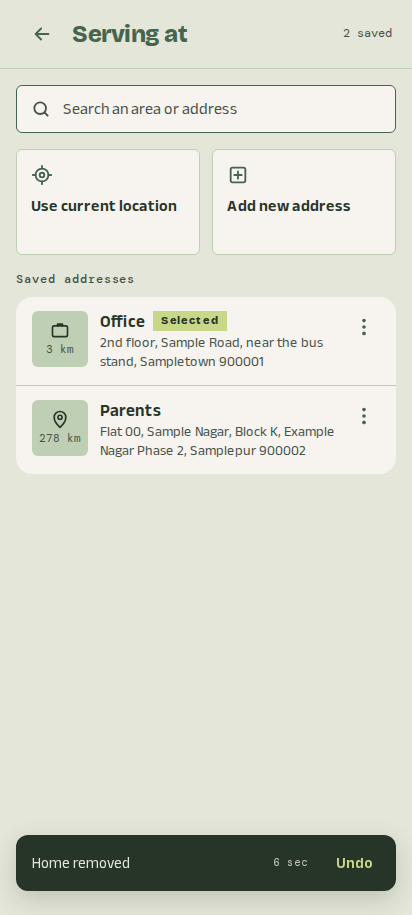 Serving at
2 saved
Search an area or address
Use current location
Add new address
Saved addresses
Office
Selected
3 km
2nd floor, Sample Road, near the bus
stand, Sampletown 900001
Parents
278 km
Flat 00, Sample Nagar, Block K, Example
Nagar Phase 2, Samplepur 900002
Home removed
6 sec
Undo